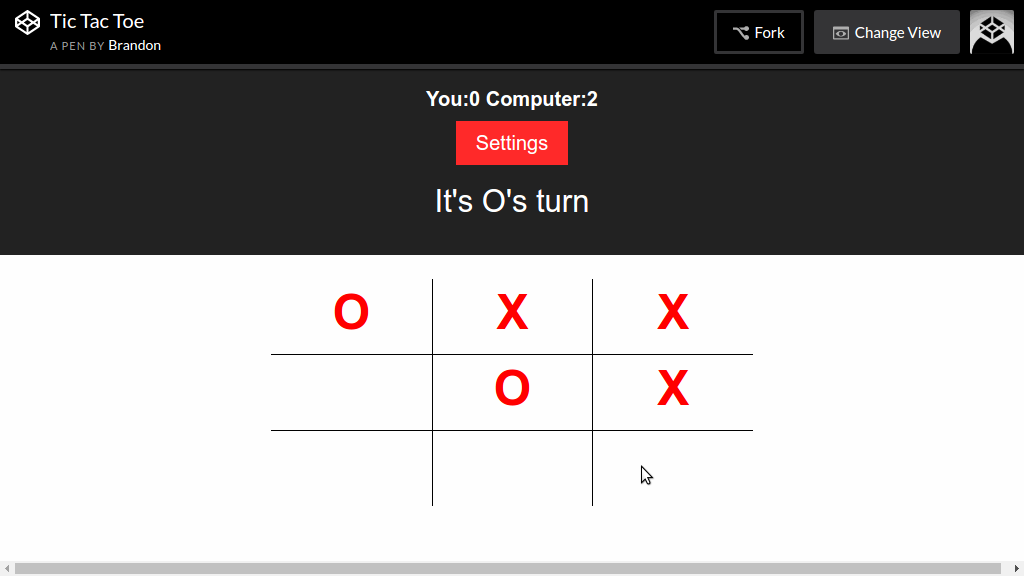 Tic Tac Toe
A PEN BY Brandon
Fork
Change View
You:0 Computer:2
Settings
It's O's turn
O X X
O X